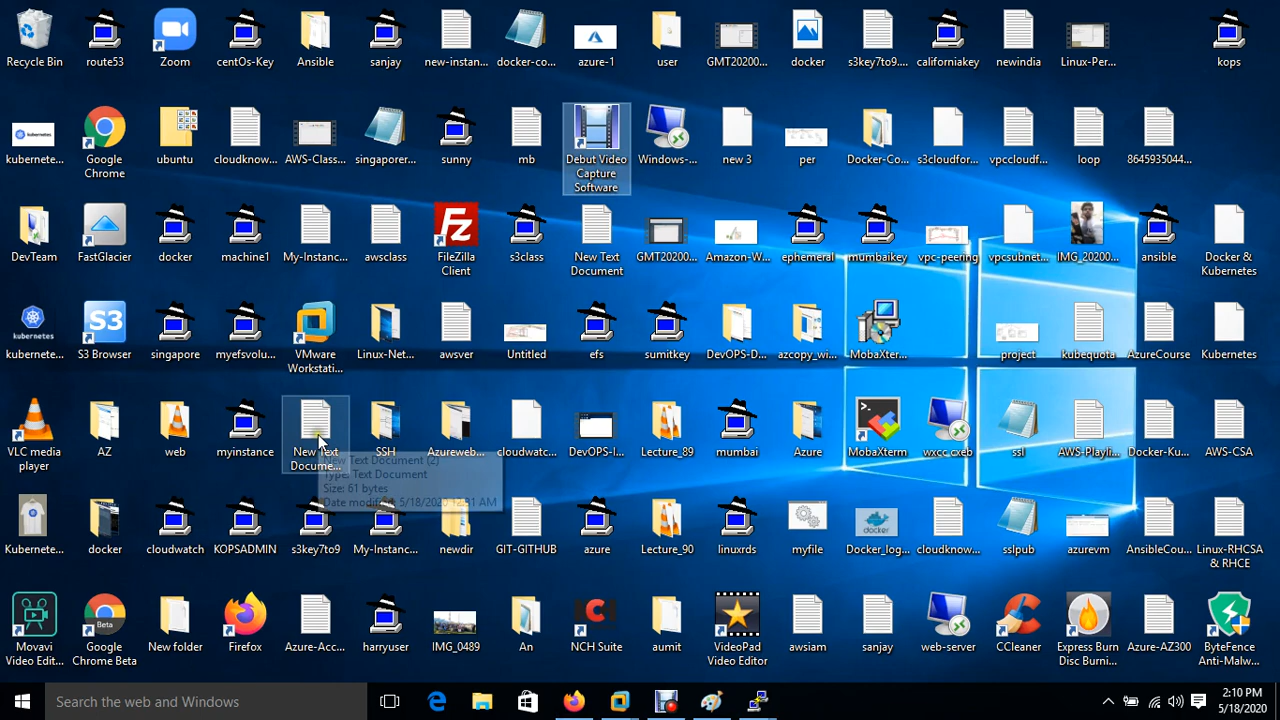 Recycle Bin
route53
Zoom
centOs-Key
Ansible
sanjay
new-instan...
docker-co...
azure-1
user
GMT20200...
docker
s3key7to9....
californiakey
newindia
Linux-Per...
kops
kubernete...
Google Chrome
ubuntu
cloudknow...
AWS-Class...
singaporer...
sunny
mb
Debut Video Capture Software
Windows-...
new 3
per
Docker-Co...
s3cloudfor...
vpccloudf...
loop
8645935044...
DevTeam
FastGlacier
docker
machine1
My-Instanc...
awsclass
FileZilla Client
s3class
New Text Document
GMT20200...
Amazon-W...
ephemeral
mumbaikey
vpc-peering
vpcsubnet...
IMG_20200...
ansible
Docker & Kubernetes
kubernetes
kubernete...
S3
S3 Browser
singapore
myefsvolu...
VMware Workstati...
Linux-Net...
awsver
Untitled
efs
sumitkey
DevOPS-D...
azcopy_wi...
MobaXter...
project
kubequota
AzureCourse
Kubernetes
VLC media player
AZ
web
myinstance
New Text Docume...
SSH
Azureweb...
cloudwatc...
DevOPS-I...
Lecture_89
mumbai
Azure
MobaXterm
wxcc.cxeb
ssl
AWS-Playli...
Docker-Ku...
AWS-CSA
New Text Document (2)
Type: Text Document
Size: 61 bytes
Date modified: 5/18/2020 12:31 AM
Kubernete...
docker
cloudwatch
KOPSADMIN
s3key7to9
My-Instanc...
newdir
GIT-GITHUB
azure
Lecture_90
linuxrds
myfile
Docker_log...
cloudknow...
sslpub
azurevm
AnsibleCou...
Linux-RHCSA & RHCE
Movavi Video Edit...
Beta
Google Chrome Beta
New folder
Firefox
Azure-Acc...
harryuser
IMG_0489
An
NCH Suite
aumit
VideoPad Video Editor
awsiam
sanjay
web-server
CCleaner
Express Burn Disc Burni...
Azure-AZ300
ByteFence Anti-Malw...
Search the web and Windows
2:10 PM
5/18/2020